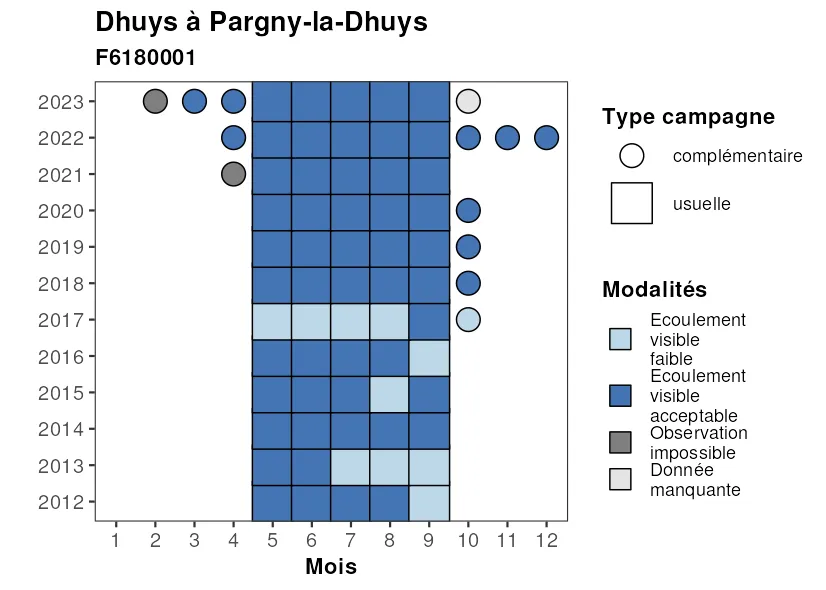 Dhuys à Pargny-la-Dhuys
F6180001
2023
2022
2021
2020
2019
2018
2017
2016
2015
2014
2013
2012
1 2 3 4 5 6 7 8 9 10 11 12
Mois
Type campagne
complémentaire
usuelle
Modalités
Ecoulement
visible
faible
Ecoulement
visible
acceptable
Observation
impossible
Donnée
manquante